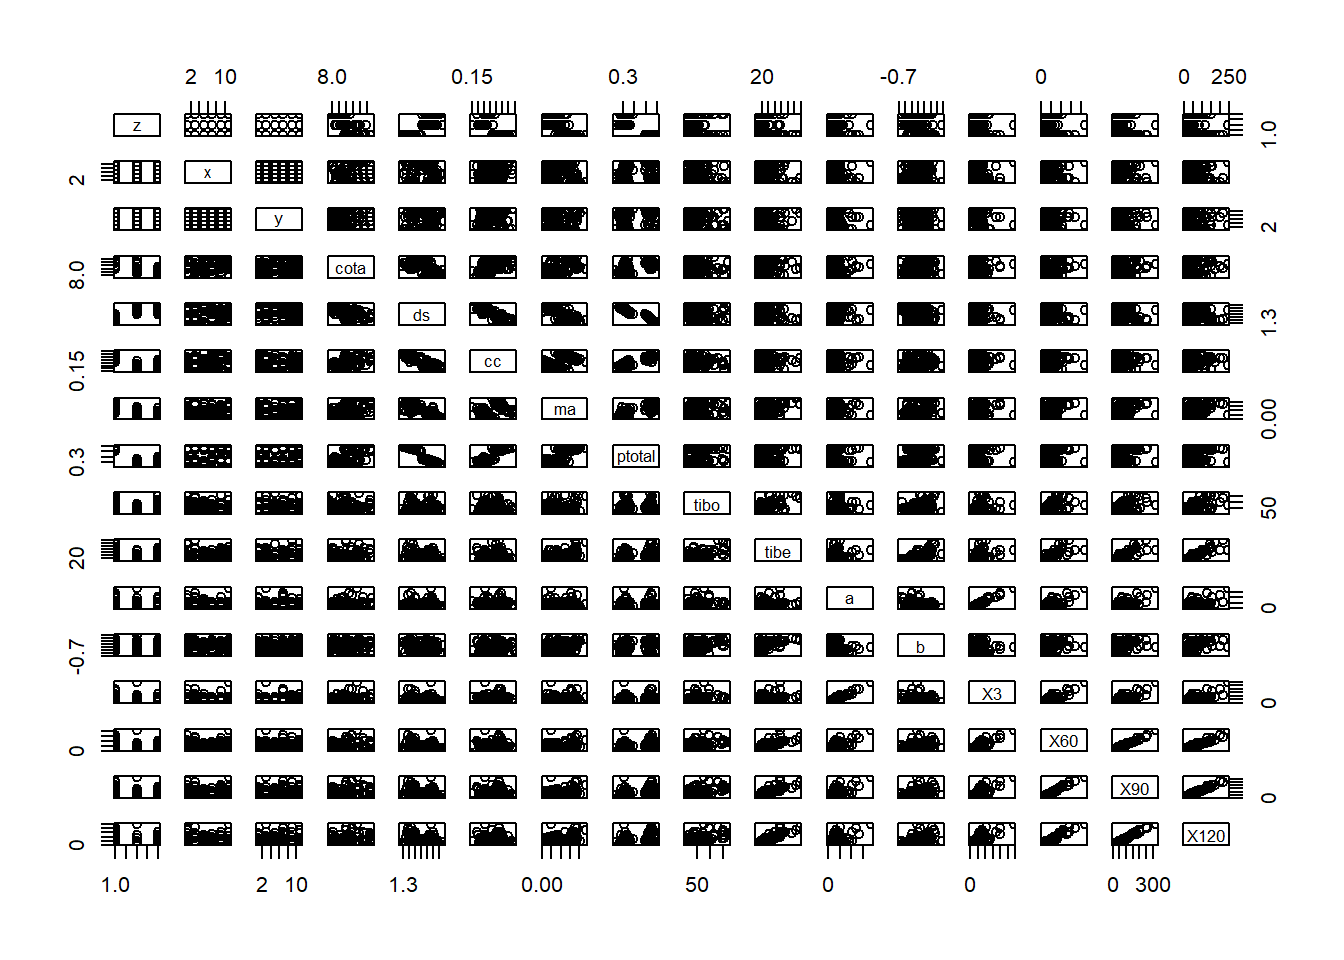 2 10 8.0 0.15 0.3 20 -0.7 0 0 250
z 1.0
2 x
y 2
8.0 cota
ds 1.3
0.15 cc
ma 0.00
0.3 ptotal
tibo 50
20 tibe
a 0
-0.7 b
X3 0
0 X60
X90 0
0 X120
1.0 2 10 1.3 0.00 50 0 0 0 300